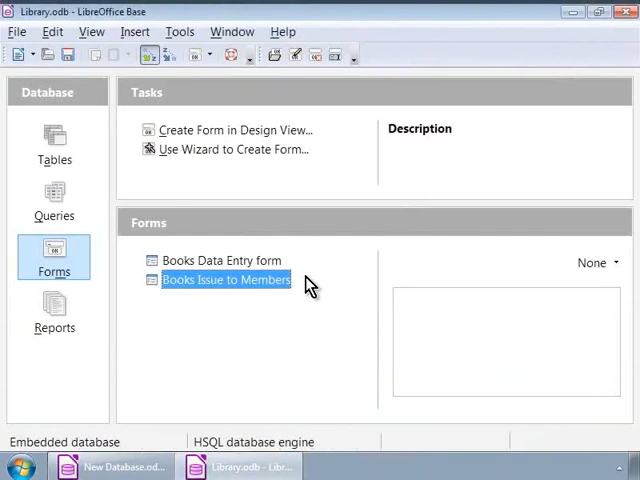 Library.odb - LibreOffice Base
File Edit View Insert Tools Window Help
Database
Tables
Queries
Forms
Reports
Tasks
Create Form in Design View...
Use Wizard to Create Form...
Description
Forms
Books Data Entry form
Books Issue to Members
None
Embedded database
HSQL database engine
New Database.od...
Library.odb - Libre...